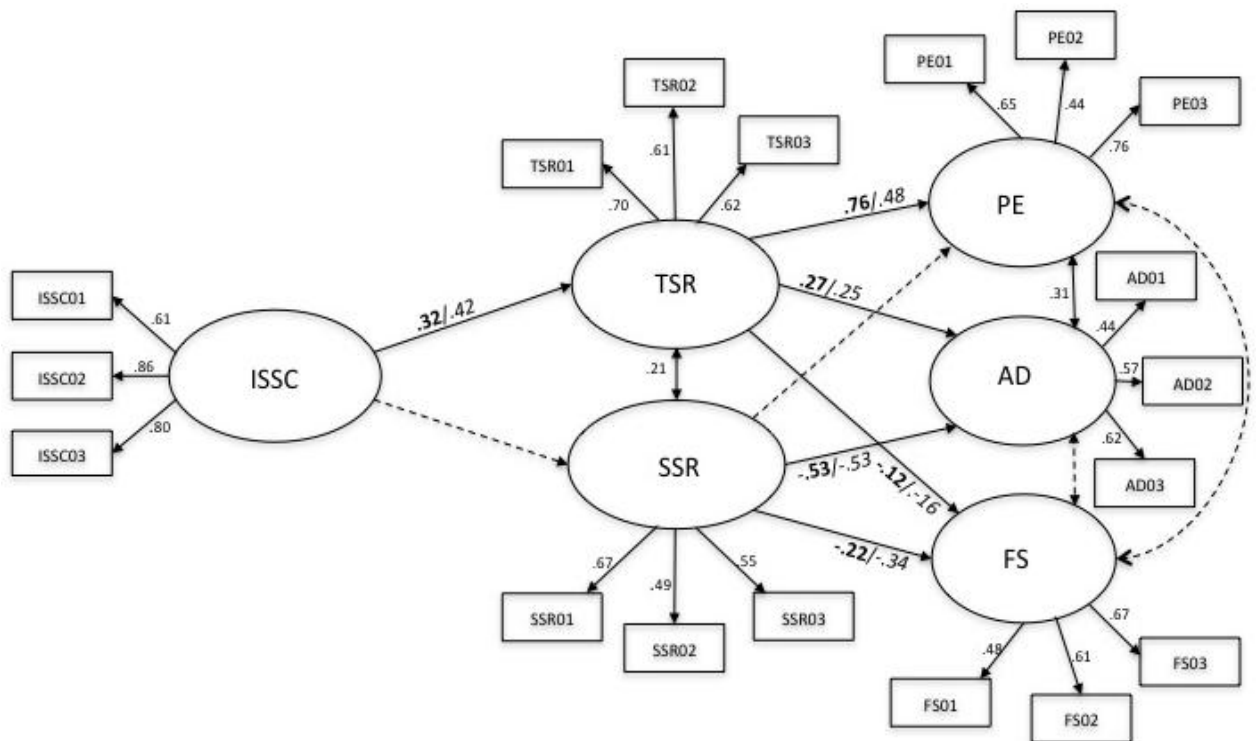 PE02
PE01
PE03
.65
.44
.76
TSR02
TSR01
TSR03
.70
.61
.62
PE
.76/.48
ISSC01
ISSC02
ISSC03
.61
.86
.80
ISSC
.32/.42
TSR
.27/.25
.31
AD01
AD02
AD03
.44
.57
.62
AD
.21
SSR
-.53/-.53
-.12/.-16
-.22/-.34
FS
.67
.49
.55
SSR01
SSR02
SSR03
.48
.61
.67
FS01
FS02
FS03